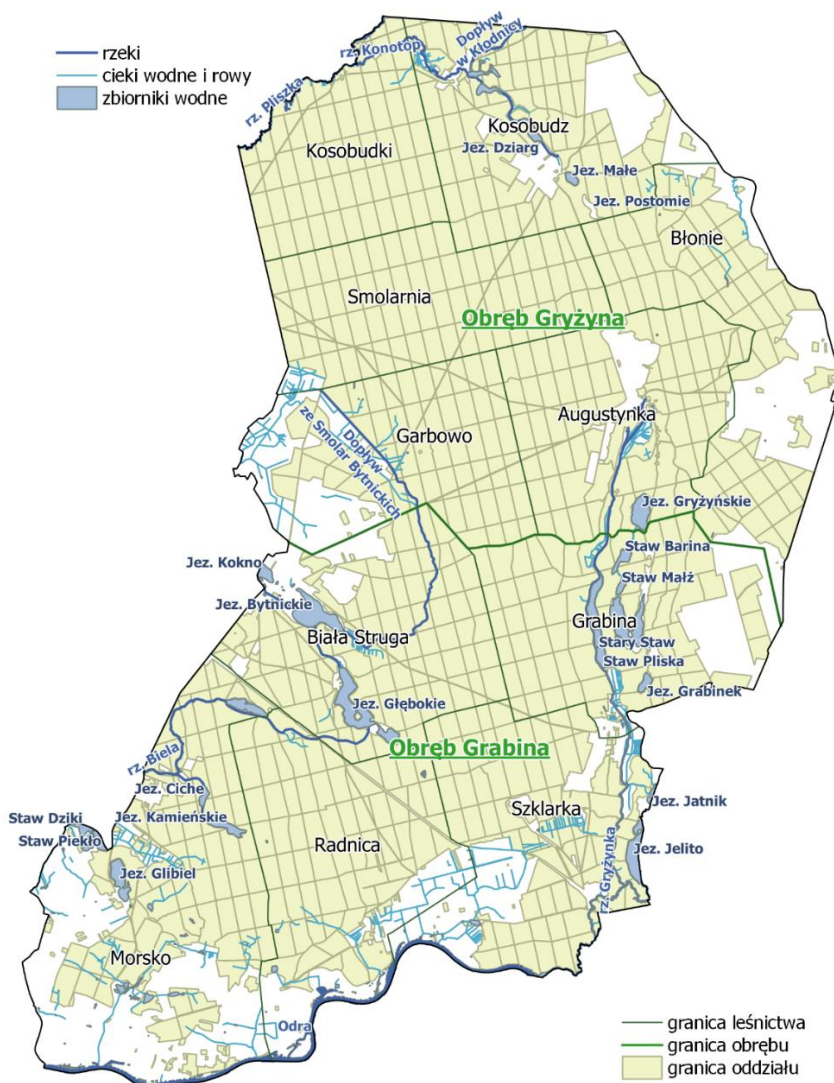 rzeki
cieki wodne i rowy
zbiorniki wodne
rz. Pliszka
rz. Konotop
Dopływ
w Kłodnicy
Kosobudki
Kosobudz
Jez. Dziarg
Jez. Małe
Jez. Postomie
Błonie
Smolarnia
Obręb Gryżyna
Augustynka
Garbowo
Dopływ
ze Smolar Bytnickich
Jez. Gryżyńskie
Staw Barina
Jez. Kokno
Staw Małż
Jez. Bytnickie
Grabina
Biała Struga
Stary Staw
Staw Pliska
Jez. Grabinek
Jez. Głębokie
Obręb Grabina
rz. Biela
Jez. Ciche
Jez. Jatnik
Staw Dziki
Jez. Kamieńskie
Szklarka
Staw Piekło
Radnica
Jez. Jelito
Jez. Glibiel
rz. Gryżynka
Morsko
Odra
granica leśnictwa
granica obrębu
granica oddziału